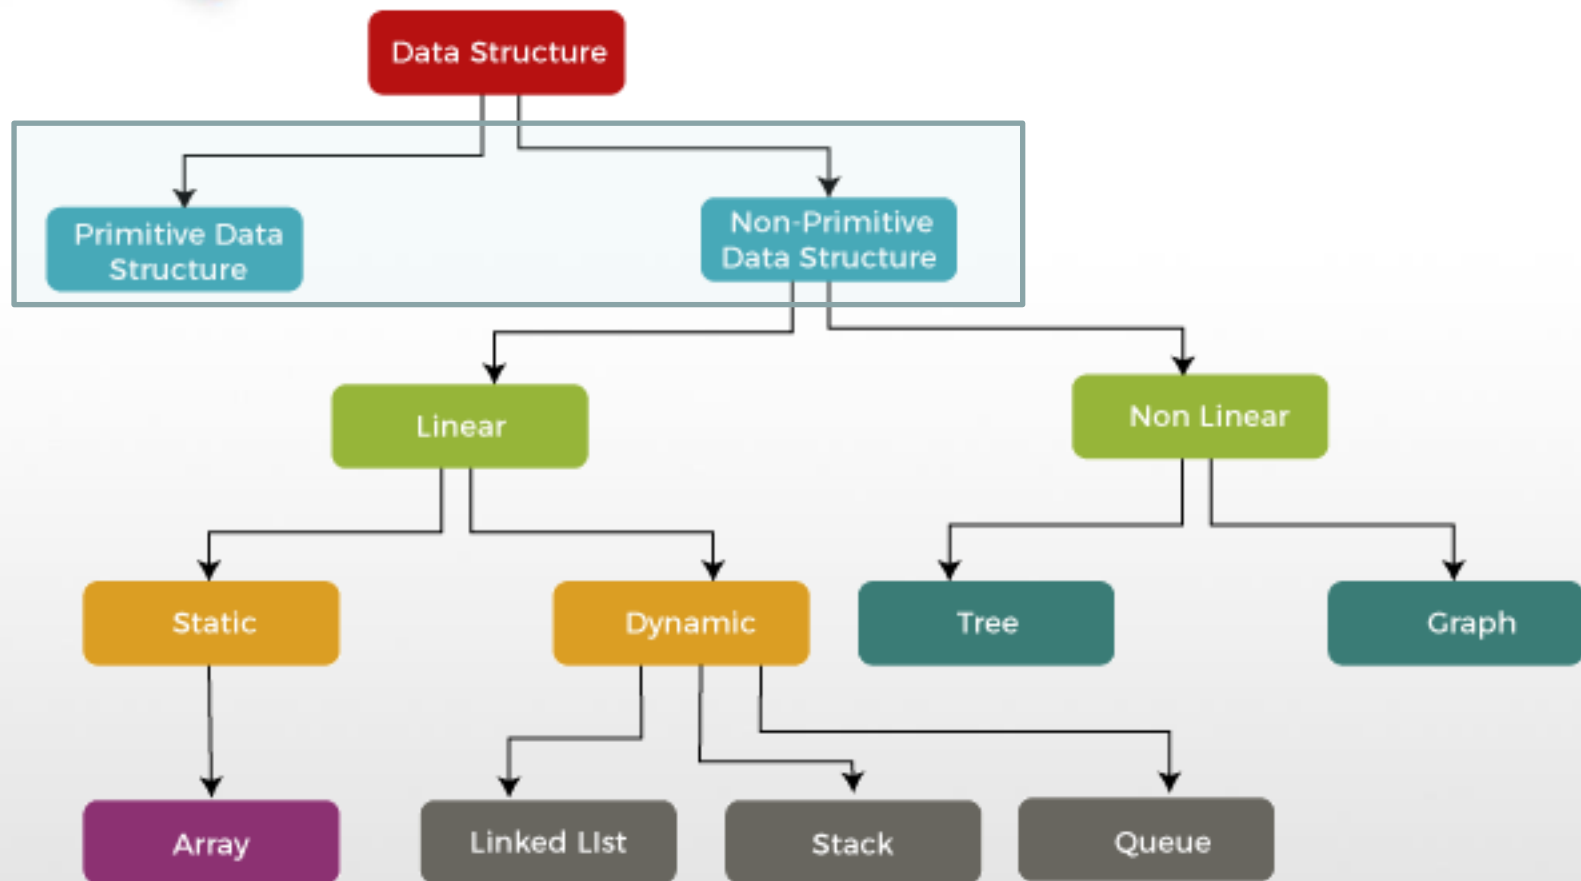 Data Structure
Primitive Data
Structure
Non-Primitive
Data Structure
Linear
Non Linear
Static
Dynamic
Tree
Graph
Array
Linked LIst
Stack
Queue